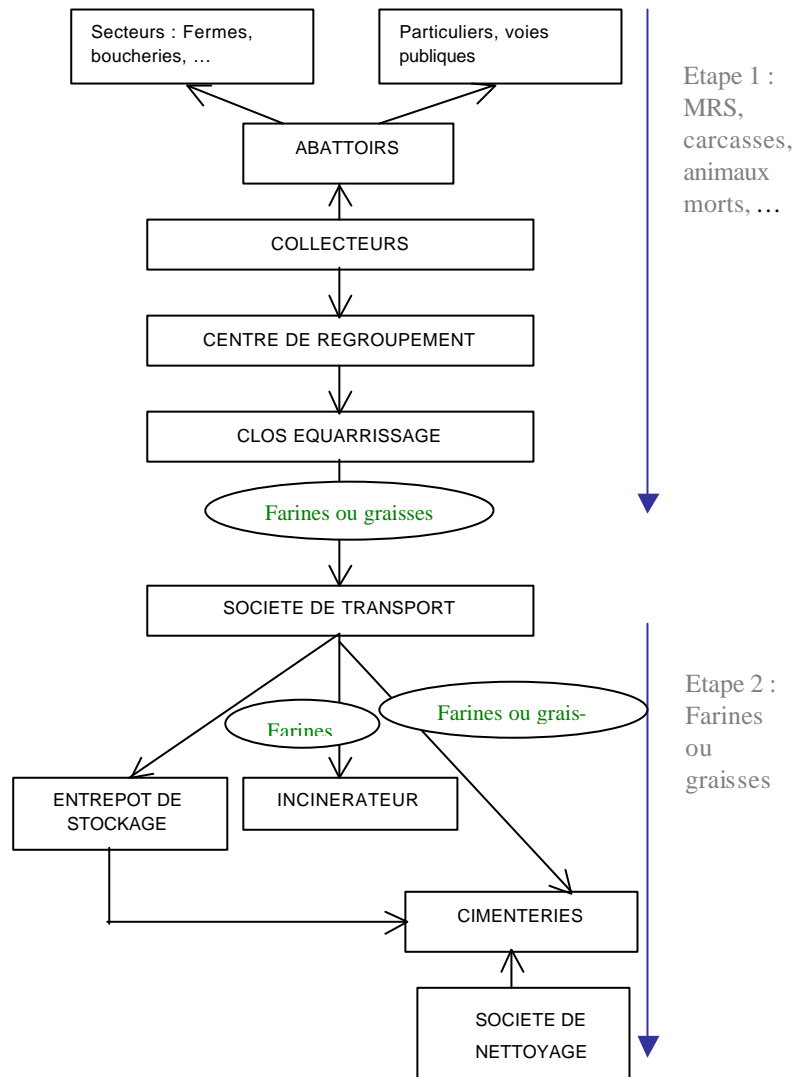 Secteurs : Fermes,
boucheries, …
Particuliers, voies
publiques
Etape 1 :
MRS,
carcasses,
animaux
morts, …
ABATTOIRS
COLLECTEURS
CENTRE DE REGROUPEMENT
CLOS EQUARRISSAGE
Farines ou graisses
SOCIETE DE TRANSPORT
Farines
Farines ou grais-
Etape 2 :
Farines
ou
graisses
ENTREPOT DE
STOCKAGE
INCINERATEUR
CIMENTERIES
SOCIETE DE
NETTOYAGE